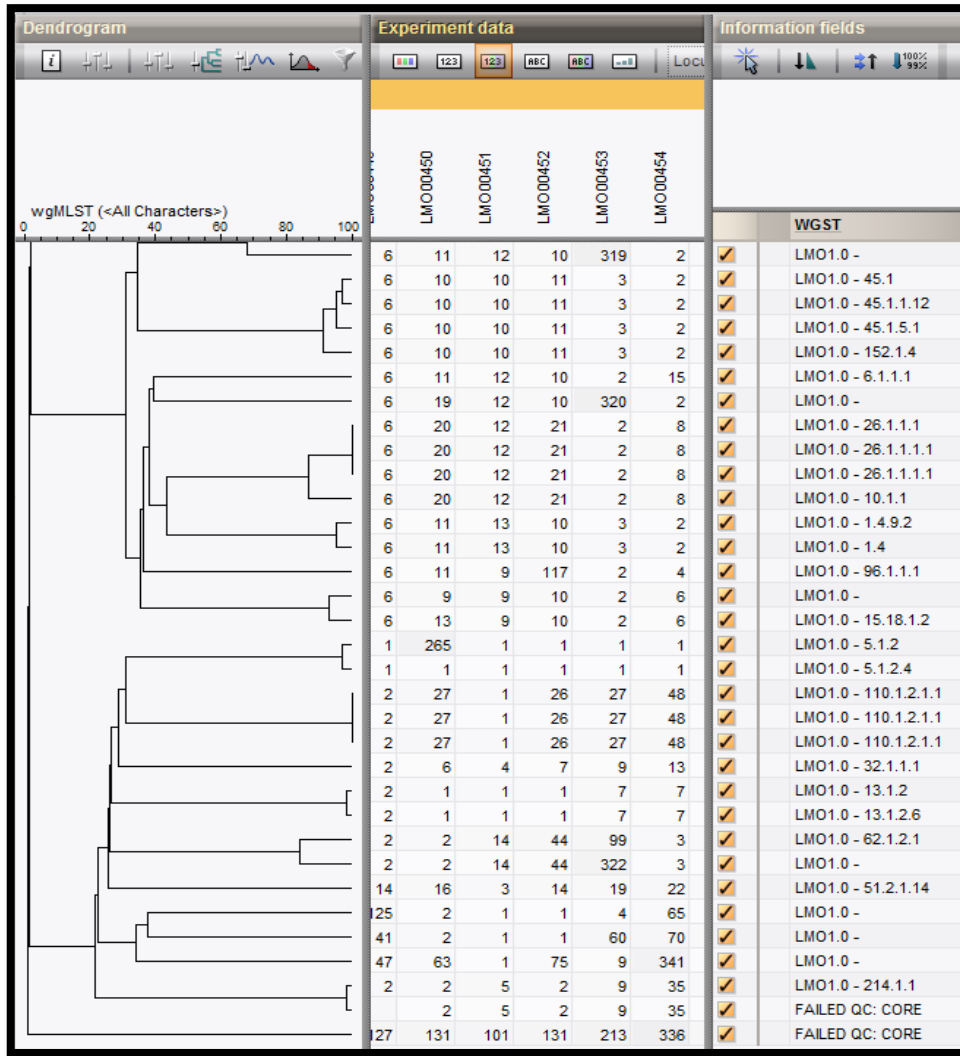 Dendrogram Experiment data Information fields
i 123 123 ABC ABC Locu 100% 99%
LMO00450 LMO00451 LMO00452 LMO00453 LMO00454
wgMLST (<All Characters>)
0 20 40 60 80 100
WGST
6 11 12 10 319 2 LMO1.0 -
6 10 10 11 3 2 LMO1.0 - 45.1
6 10 10 11 3 2 LMO1.0 - 45.1.1.12
6 10 10 11 3 2 LMO1.0 - 45.1.5.1
6 10 10 11 3 2 LMO1.0 - 152.1.4
6 11 12 10 2 15 LMO1.0 - 6.1.1.1
6 19 12 10 320 2 LMO1.0 -
6 20 12 21 2 8 LMO1.0 - 26.1.1.1
6 20 12 21 2 8 LMO1.0 - 26.1.1.1.1
6 20 12 21 2 8 LMO1.0 - 26.1.1.1.1
6 20 12 21 2 8 LMO1.0 - 10.1.1
6 11 13 10 3 2 LMO1.0 - 1.4.9.2
6 11 13 10 3 2 LMO1.0 - 1.4
6 11 9 117 2 4 LMO1.0 - 96.1.1.1
6 9 9 10 2 6 LMO1.0 -
6 13 9 10 2 6 LMO1.0 - 15.18.1.2
1 265 1 1 1 1 LMO1.0 - 5.1.2
1 1 1 1 1 1 LMO1.0 - 5.1.2.4
2 27 1 26 27 48 LMO1.0 - 110.1.2.1.1
2 27 1 26 27 48 LMO1.0 - 110.1.2.1.1
2 27 1 26 27 48 LMO1.0 - 110.1.2.1.1
2 6 4 7 9 13 LMO1.0 - 32.1.1.1
2 1 1 1 7 7 LMO1.0 - 13.1.2
2 1 1 1 7 7 LMO1.0 - 13.1.2.6
2 2 14 44 99 3 LMO1.0 - 62.1.2.1
2 2 14 44 322 3 LMO1.0 -
14 16 3 14 19 22 LMO1.0 - 51.2.1.14
125 2 1 1 4 65 LMO1.0 -
41 2 1 1 60 70 LMO1.0 -
47 63 1 75 9 341 LMO1.0 -
2 2 5 2 9 35 LMO1.0 - 214.1.1
2 5 2 9 35 FAILED QC: CORE
127 131 101 131 213 336 FAILED QC: CORE